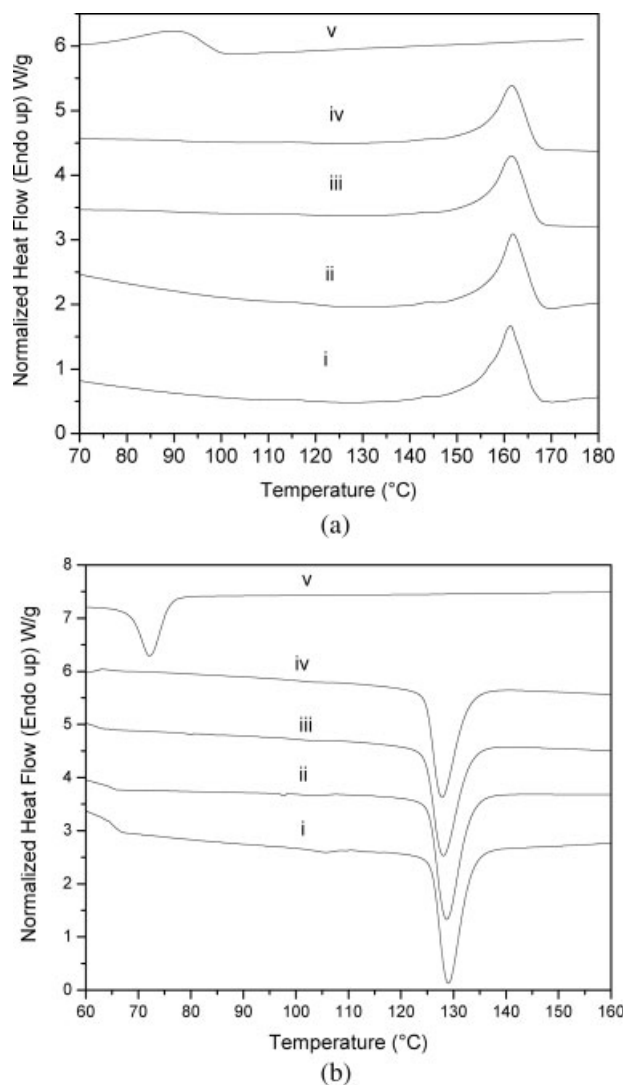 Normalized Heat Flow (Endo up) W/g
6
5
4
3
2
1
0
v
iv
iii
ii
i
70 80 90 100 110 120 130 140 150 160 170 180
Temperature (°C)
(a)
Normalized Heat Flow (Endo up) W/g
8
7
6
5
4
3
2
1
0
v
iv
iii
ii
i
60 70 80 90 100 110 120 130 140 150 160
Temperature (°C)
(b)